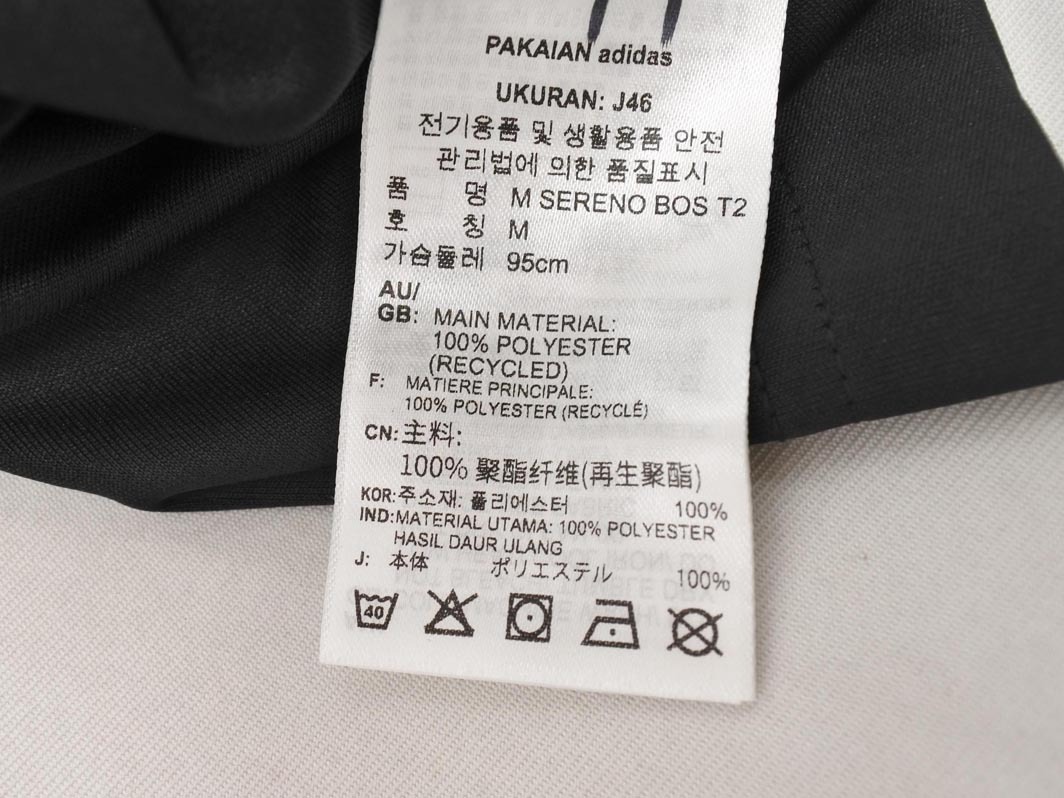 PAKAIAN adidas
UKURAN: J46
전기용품 및 생활용품 안전
관리법에 의한 품질표시
품 명 M SERENO BOS T2
호 칭 M
가슴둘레 95cm
AU/
GB: MAIN MATERIAL:
100% POLYESTER
(RECYCLED)
F: MATIERE PRINCIPALE:
100% POLYESTER (RECYCLÉ)
CN: 主料:
100% 聚酯纤维(再生聚酯)
KOR: 주소재: 폴리에스터 100%
IND: MATERIAL UTAMA: 100% POLYESTER
HASIL DAUR ULANG
J: 本体 ポリエステル 100%
40